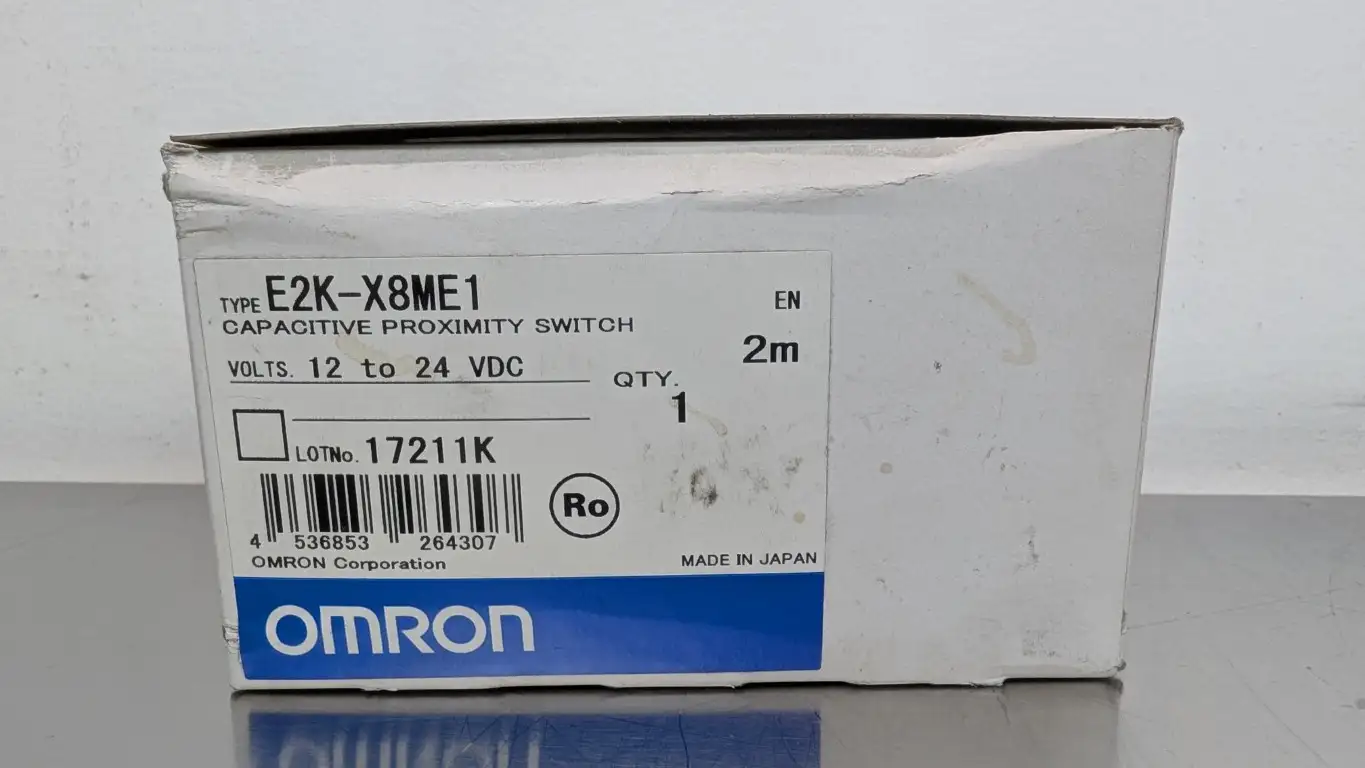 TYPE E2K-X8ME1 EN
CAPACITIVE PROXIMITY SWITCH
2m
VOLTS. 12 to 24 VDC
QTY.
1
LOTNo. 17211K
Ro
4 536853 264307
OMRON Corporation MADE IN JAPAN
OMRON